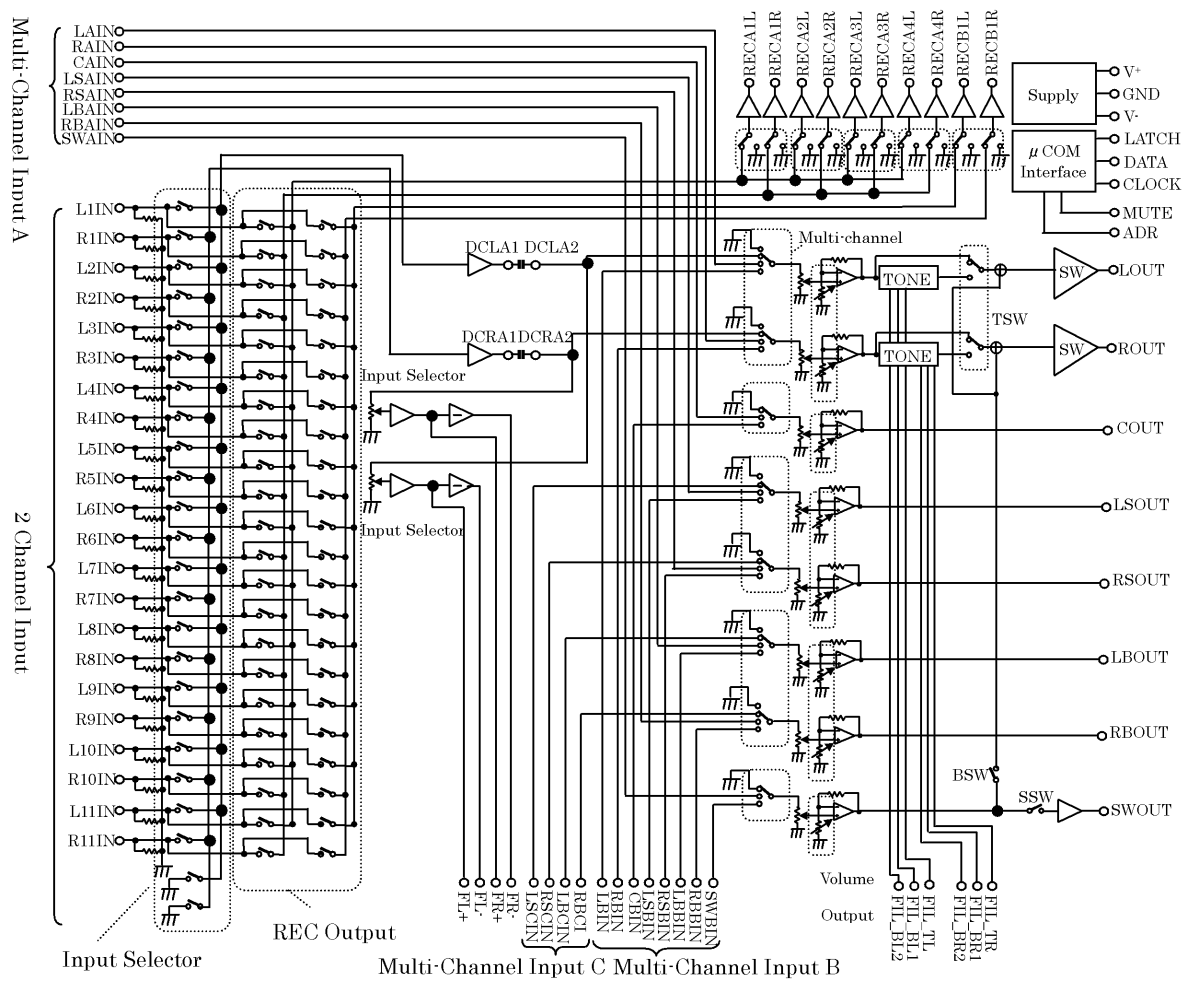 Multi-Channel Input A
LAIN
RAIN
CAIN
LSAIN
RSAIN
LBAIN
RBAIN
SWAIN
RECA1L
RECA1R
RECA2L
RECA2R
RECA3L
RECA3R
RECA4L
RECA4R
RECB1L
RECB1R
Supply
V+
GND
V-
μCOM
Interface
LATCH
DATA
CLOCK
MUTE
ADR
2 Channel Input
L1IN
R1IN
L2IN
R2IN
L3IN
R3IN
L4IN
R4IN
L5IN
R5IN
L6IN
R6IN
L7IN
R7IN
L8IN
R8IN
L9IN
R9IN
L10IN
R10IN
L11IN
R11IN
DCLA1 DCLA2
DCRA1DCRA2
Input Selector
Input Selector
Multi-channel
TONE
TONE
TSW
SW
SW
LOUT
ROUT
COUT
LSOUT
RSOUT
LBOUT
RBOUT
BSW
SSW
SWOUT
Volume
Output
FL+
FL-
FR+
FR-
LSCIN
RSCIN
LBCIN
RBCI
LBIN
RBIN
CBIN
LSBIN
RSBIN
LBBIN
RBBIN
SWBIN
FIL_BL2
FIL_BL1
FIL_TL
FIL_BR2
FIL_BR1
FIL_TR
REC Output
Input Selector
Multi-Channel Input C
Multi-Channel Input B